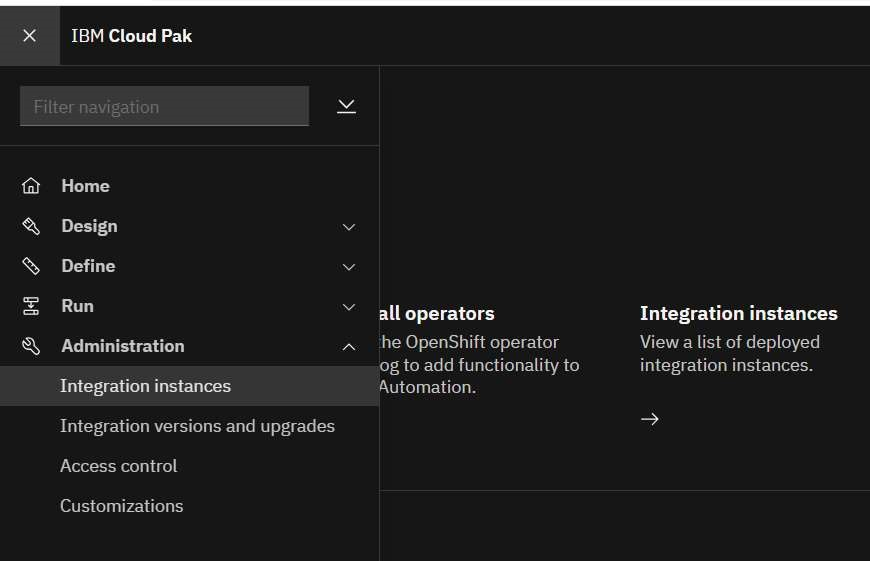 IBM Cloud Pak
Filter navigation
Home
Design
Define
Run
Administration
Integration instances
Integration versions and upgrades
Access control
Customizations
all operators
the OpenShift operator
og to add functionality to
Automation.
Integration instances
View a list of deployed
integration instances.